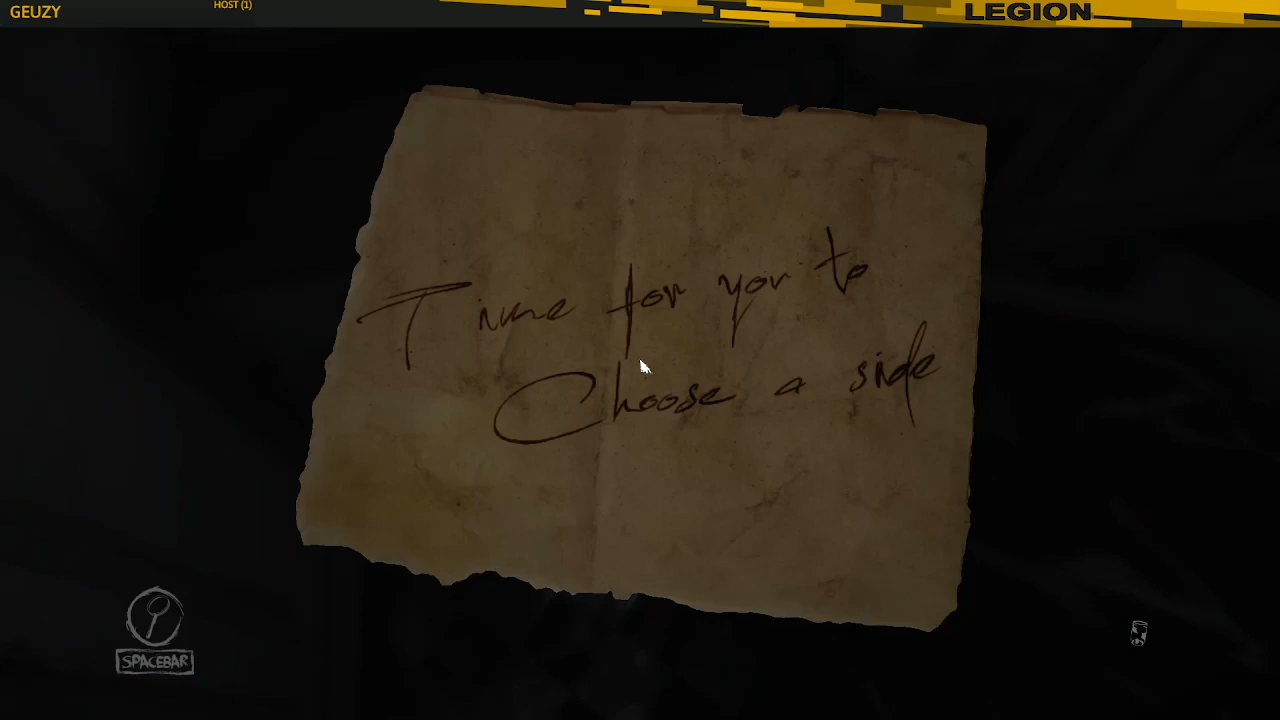 GEUZY
HOST (1)
LEGION
Time for you to
Choose a side
SPACEBAR